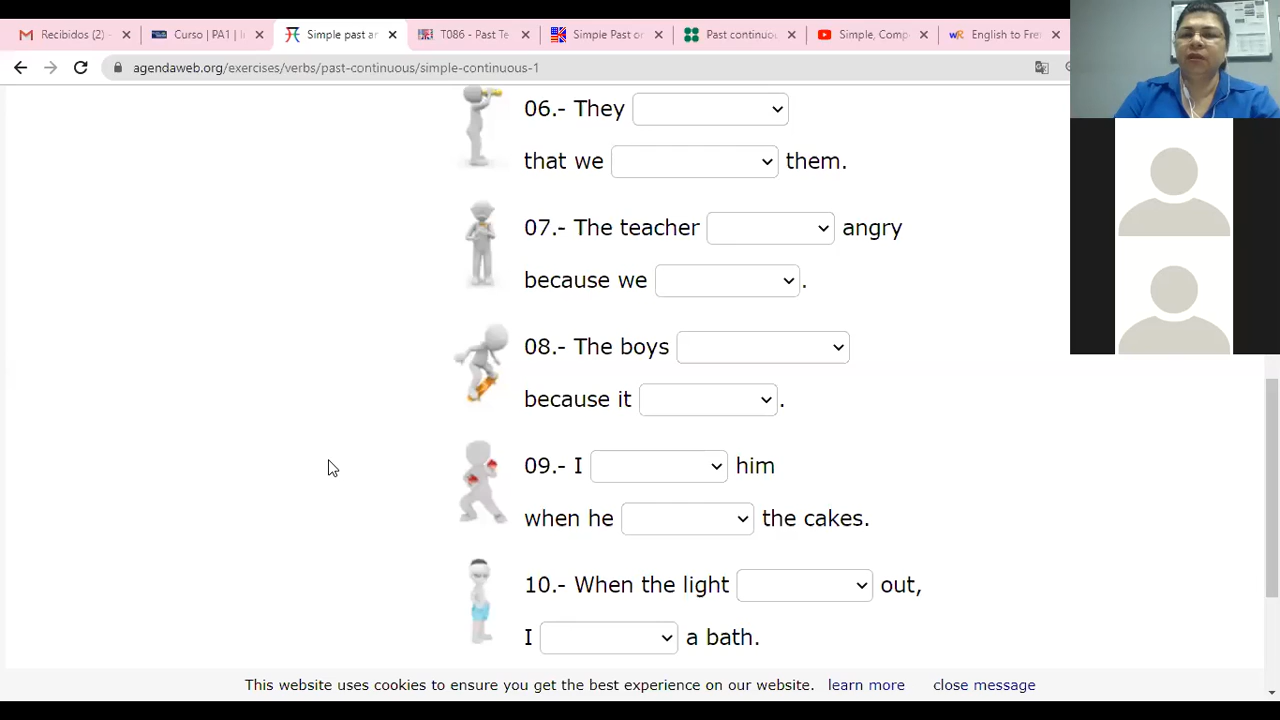 Recibidos (2) -
Curso | PA1 |
Simple past ar
T086 - Past Te
Simple Past o
Past continuou
Simple, Comp
English to Fre
agendaweb.org/exercises/verbs/past-continuous/simple-continuous-1
06.- They
that we them.
07.- The teacher angry
because we .
08.- The boys
because it .
09.- I him
when he the cakes.
10.- When the light out,
I a bath.
This website uses cookies to ensure you get the best experience on our website. learn more close message